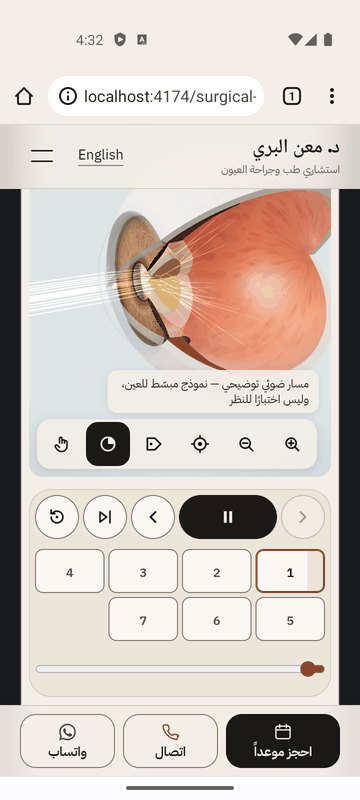 4:32
localhost:4174/surgical-
1
د. معن البري
استشاري طب وجراحة العيون
English
مسار ضوئي توضيحي — نموذج مبسّط للعين،
وليس اختبارًا للنظر
1
2
3
4
5
6
7
احجز موعداً
اتصال
واتساب